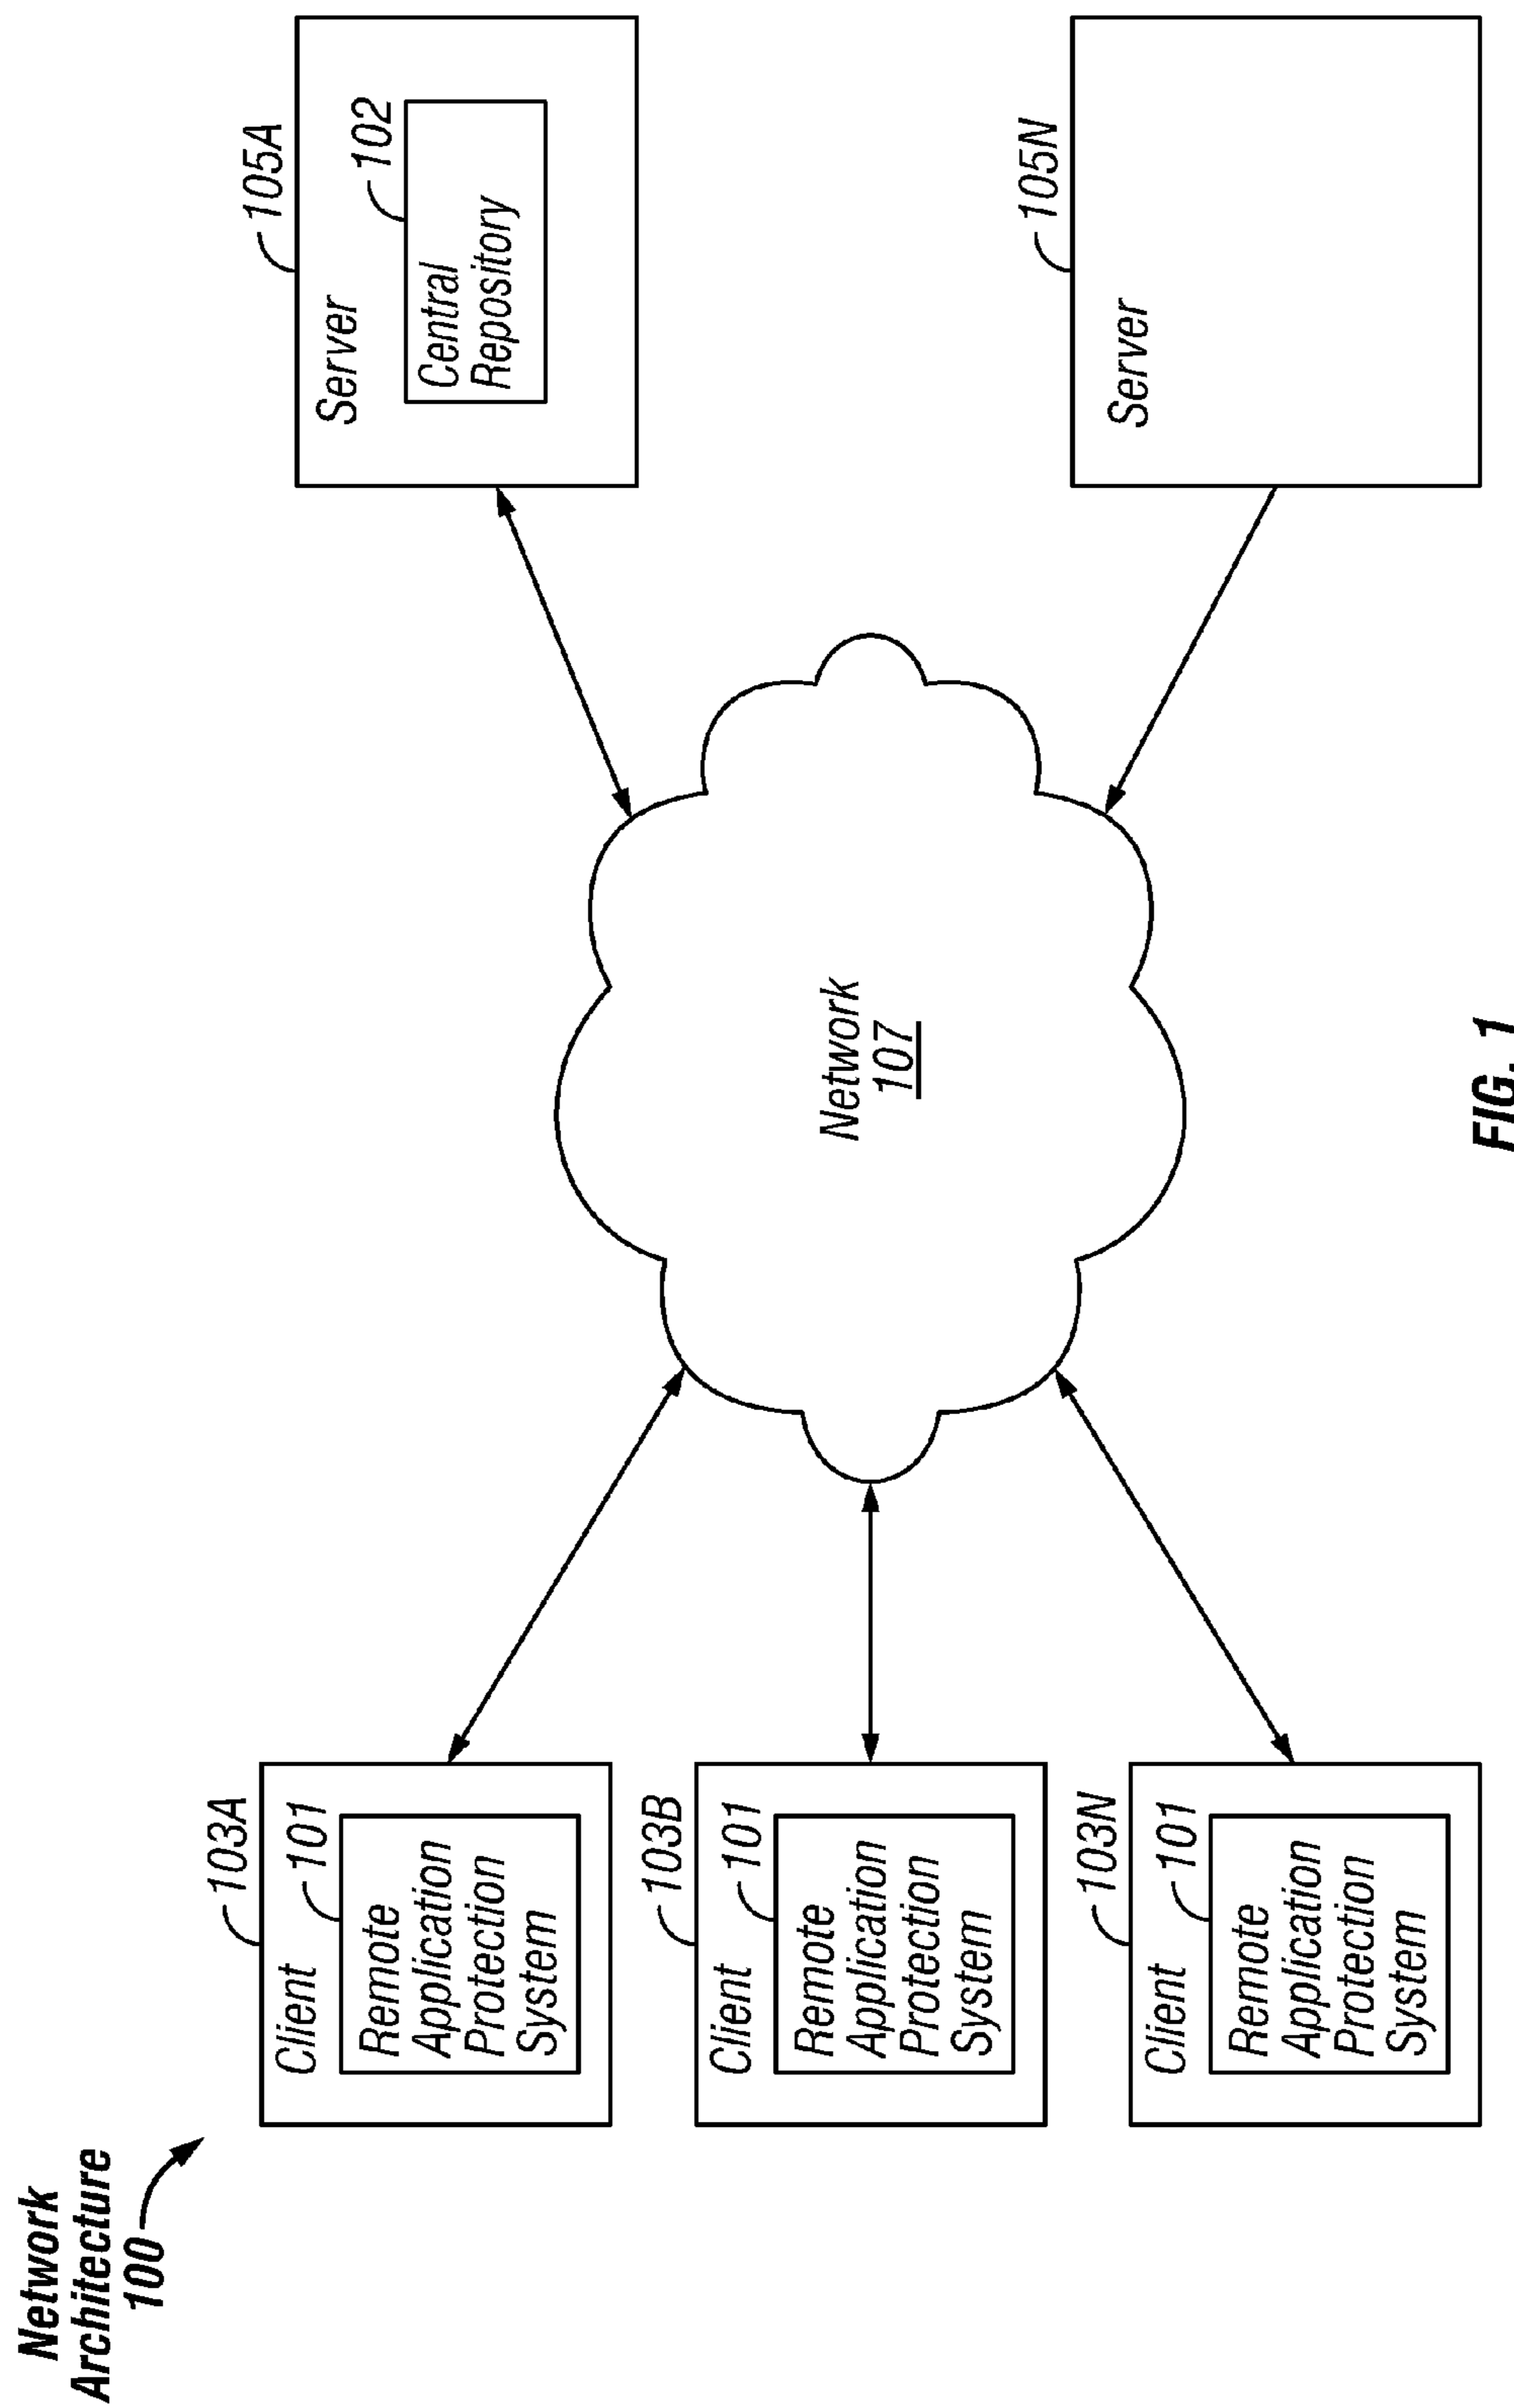 Network
Architecture
100
103A
Client
101
Remote
Application
Protection
System
103B
Client
101
Remote
Application
Protection
System
103N
Client
101
Remote
Application
Protection
System
Network
107
105A
Server
102
Central
Repository
105N
Server
FIG. 1